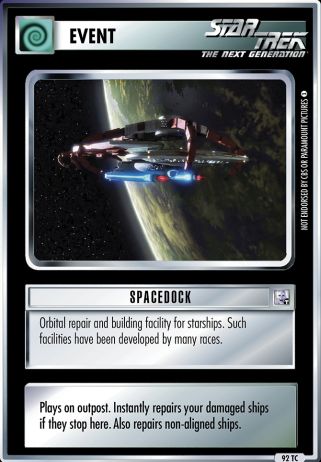 EVENT
STAR TREK
THE NEXT GENERATION
NOT ENDORSED BY CBS OR PARAMOUNT PICTURES
SPACEDOCK
Orbital repair and building facility for starships. Such
facilities have been developed by many races.
Plays on outpost. Instantly repairs your damaged ships
if they stop here. Also repairs non-aligned ships.
92 TC